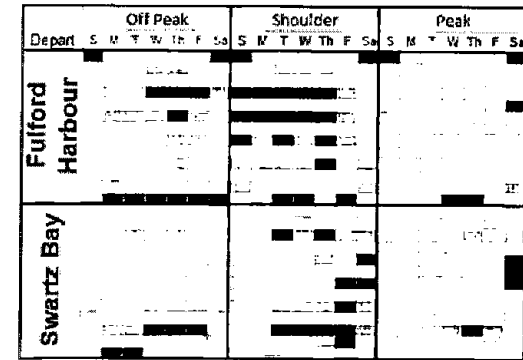 Off Peak Shoulder Peak
Depart S M T W Th F Sa S M T W Th F Sa S M T W Th F Sa
Fulford
Harbour
Swartz Bay